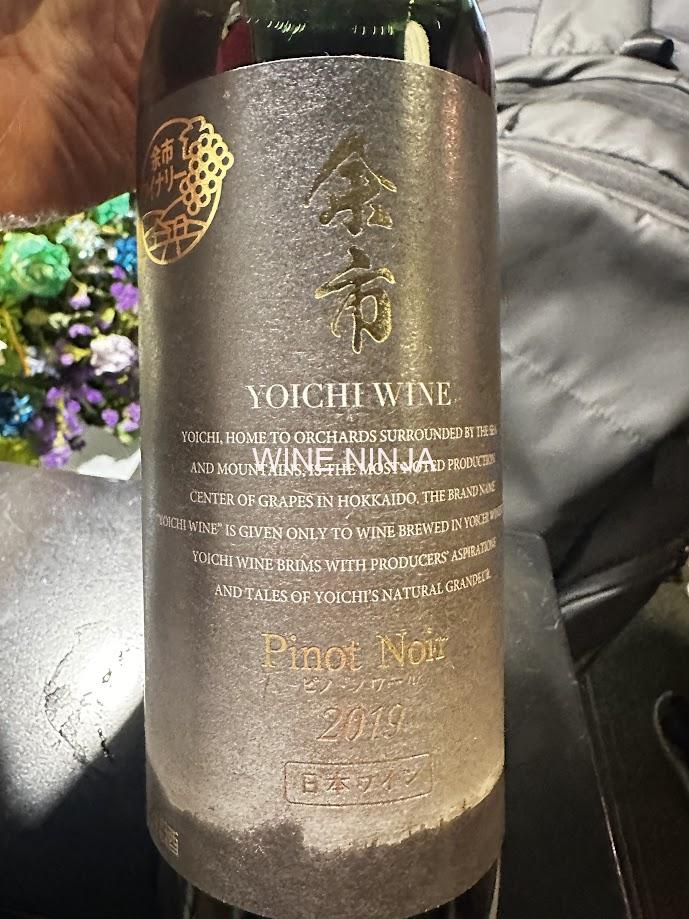 余市
ワイナリー
余市
YOICHI WINE
YOICHI, HOME TO ORCHARDS SURROUNDED BY THE SEA
WINE NINJA
AND MOUNTAINS, IS THE MOST NOTED PRODUCTION
CENTER OF GRAPES IN HOKKAIDO. THE BRAND NAME
"YOICHI WINE" IS GIVEN ONLY TO WINE BREWED IN YOICHI
YOICHI WINE BRIMS WITH PRODUCERS' ASPIRATIONS
AND TALES OF YOICHI'S NATURAL GRANDEUR.
Pinot Noir
ピノ・ノワール
2019
日本ワイン